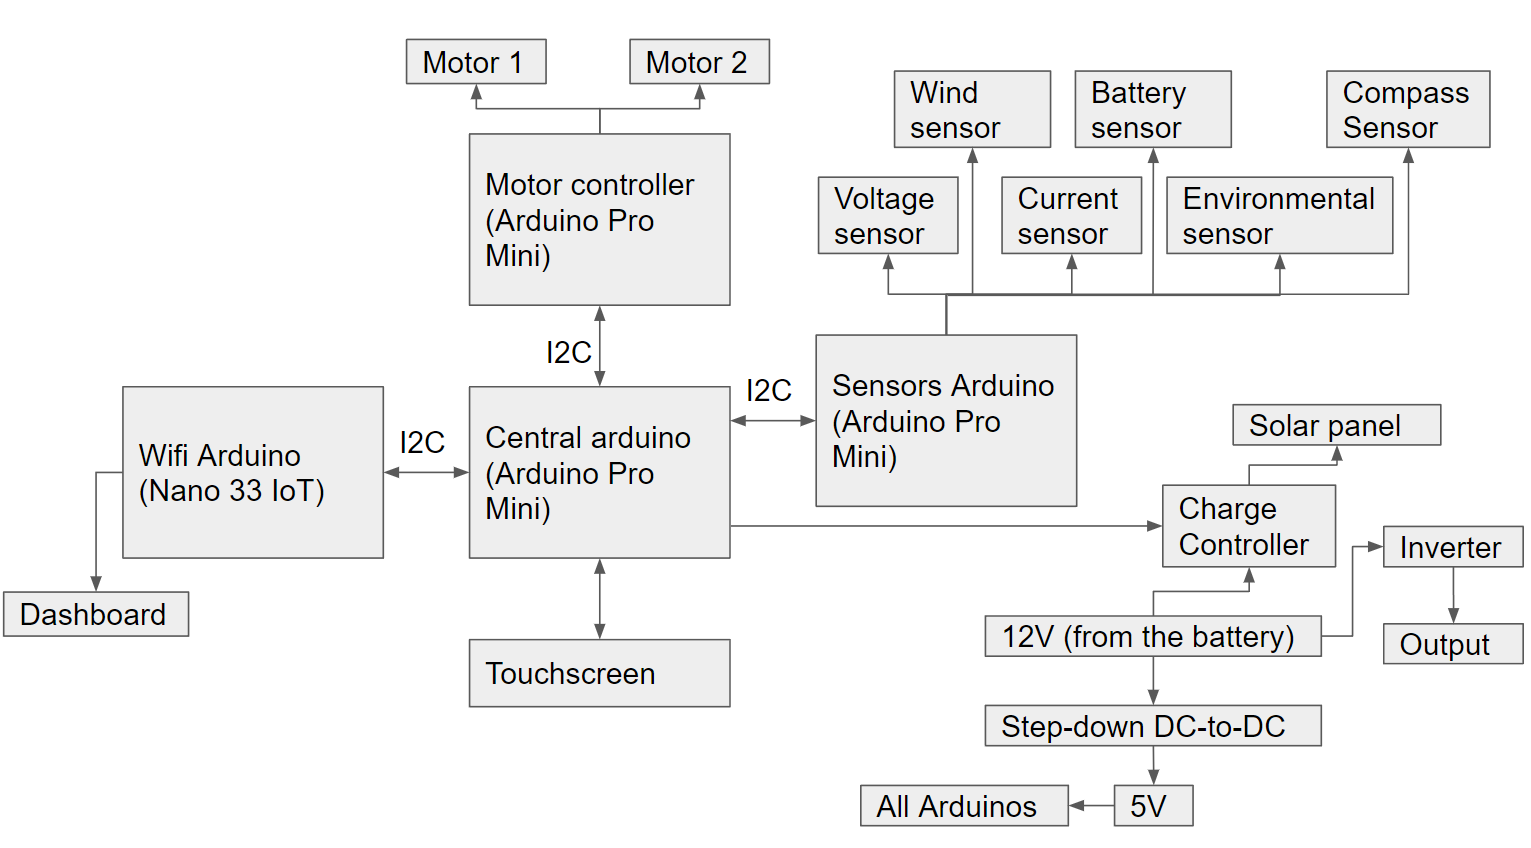 Motor 1
Motor 2
Wind
sensor
Battery
sensor
Compass
Sensor
Motor controller
(Arduino Pro
Mini)
Voltage
sensor
Current
sensor
Environmental
sensor
I2C
I2C
Sensors Arduino
(Arduino Pro
Mini)
Wifi Arduino
(Nano 33 IoT)
I2C
Central arduino
(Arduino Pro
Mini)
Solar panel
Charge
Controller
Inverter
Dashboard
12V (from the battery)
Output
Touchscreen
Step-down DC-to-DC
All Arduinos
5V